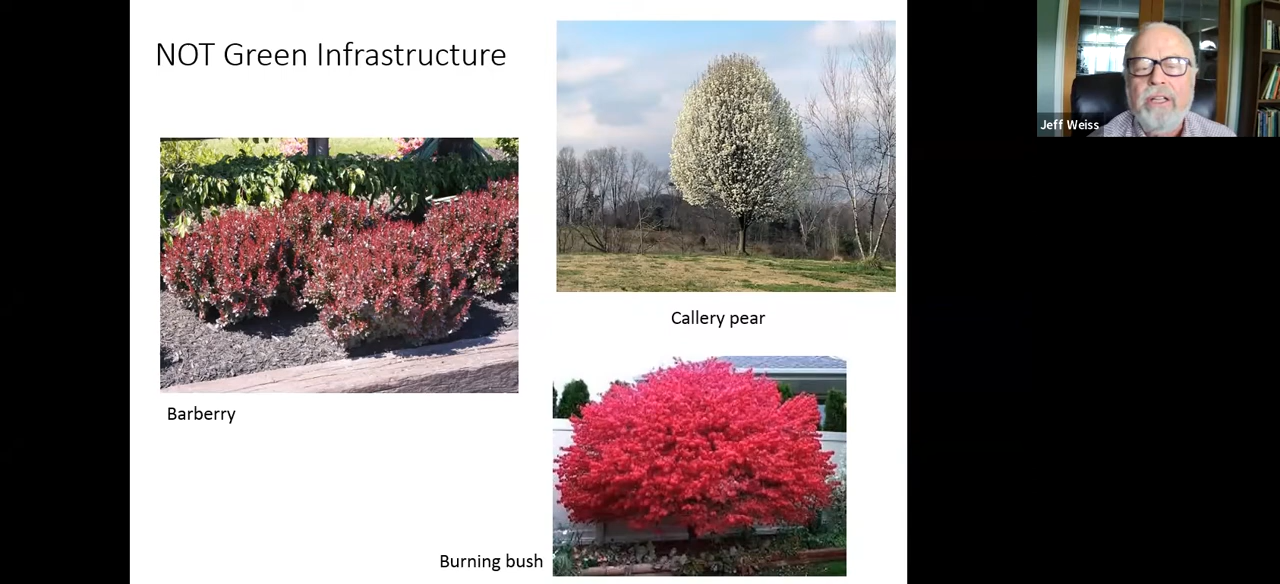 NOT Green Infrastructure
Jeff Weiss
Callery pear
Barberry
Burning bush